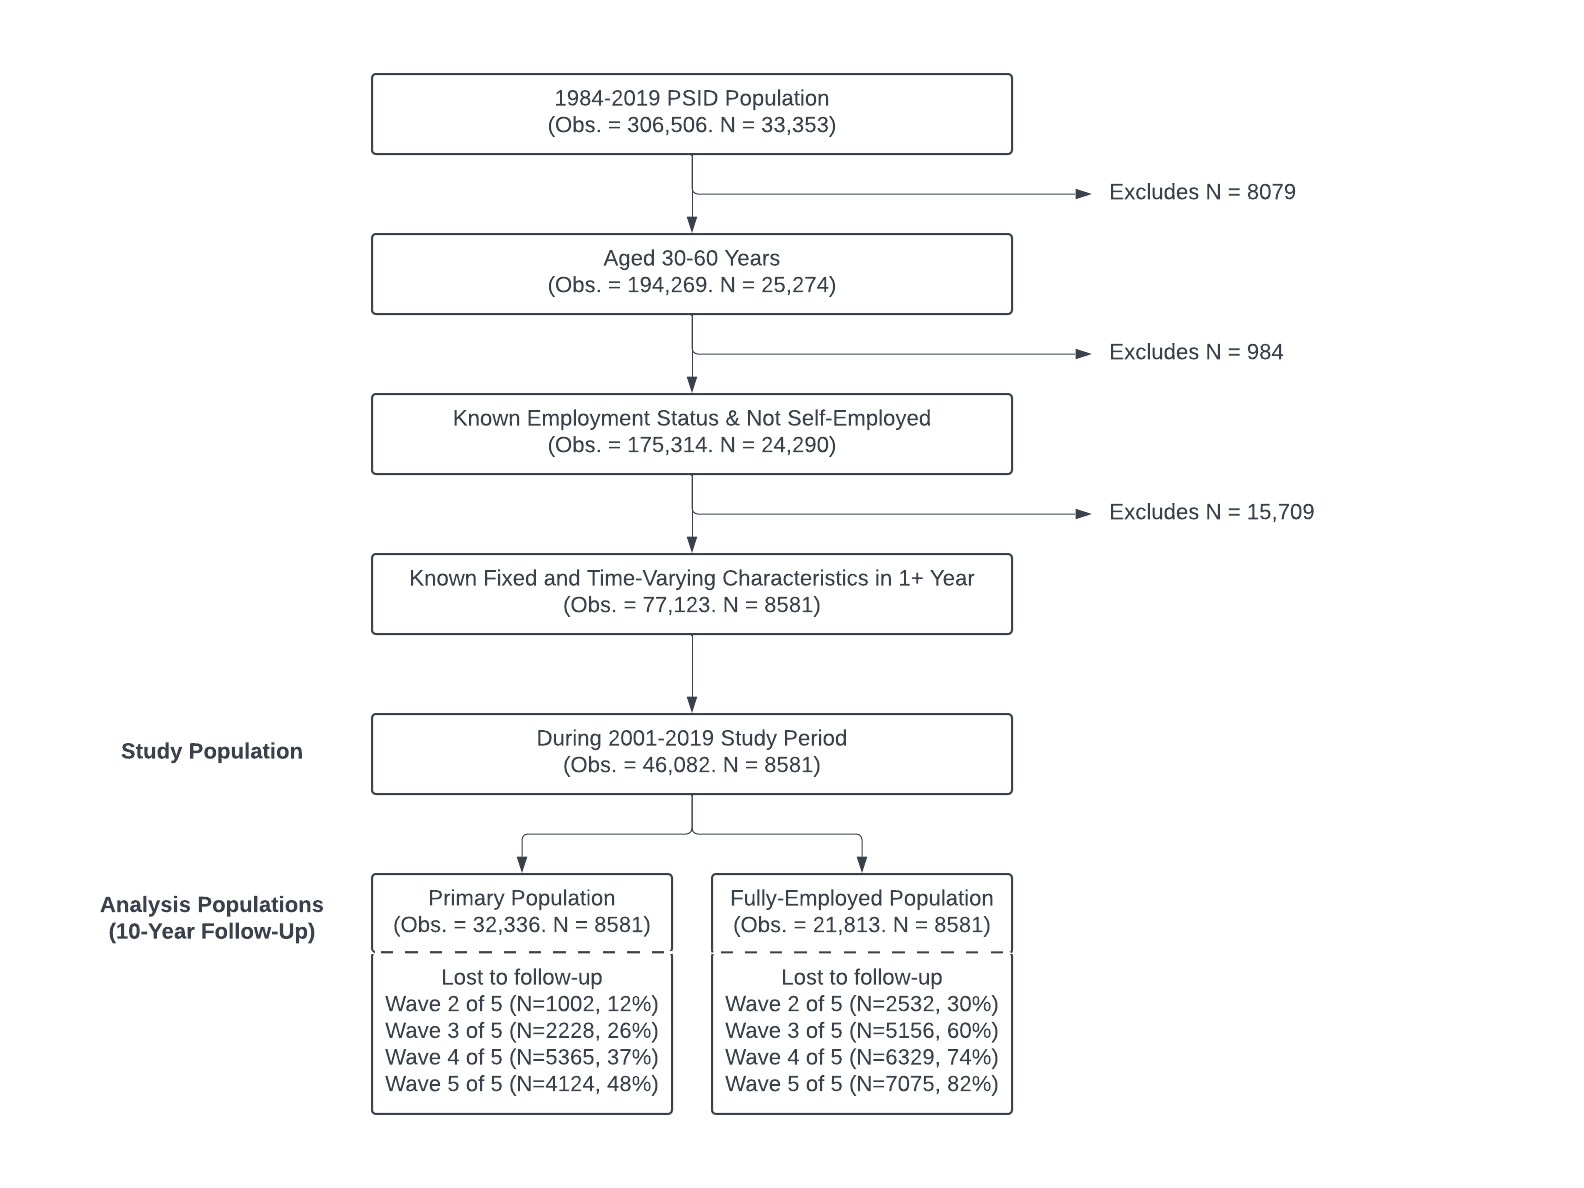 1984-2019 PSID Population
(Obs. = 306,506. N = 33,353)
Excludes N = 8079
Aged 30-60 Years
(Obs. = 194,269. N = 25,274)
Excludes N = 984
Known Employment Status & Not Self-Employed
(Obs. = 175,314. N = 24,290)
Excludes N = 15,709
Known Fixed and Time-Varying Characteristics in 1+ Year
(Obs. = 77,123. N = 8581)
Study Population
During 2001-2019 Study Period
(Obs. = 46,082. N = 8581)
Analysis Populations
(10-Year Follow-Up)
Primary Population
(Obs. = 32,336. N = 8581)
Lost to follow-up
Wave 2 of 5 (N=1002, 12%)
Wave 3 of 5 (N=2228, 26%)
Wave 4 of 5 (N=5365, 37%)
Wave 5 of 5 (N=4124, 48%)
Fully-Employed Population
(Obs. = 21,813. N = 8581)
Lost to follow-up
Wave 2 of 5 (N=2532, 30%)
Wave 3 of 5 (N=5156, 60%)
Wave 4 of 5 (N=6329, 74%)
Wave 5 of 5 (N=7075, 82%)